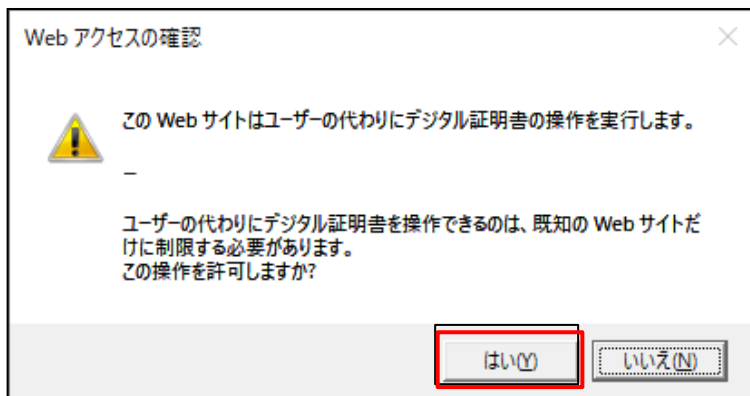 Web アクセスの確認
この Web サイトはユーザーの代わりにデジタル証明書の操作を実行します。
–
ユーザーの代わりにデジタル証明書を操作できるのは、既知の Web サイトだ
けに制限する必要があります。
この操作を許可しますか?
はい(Y)
いいえ(N)